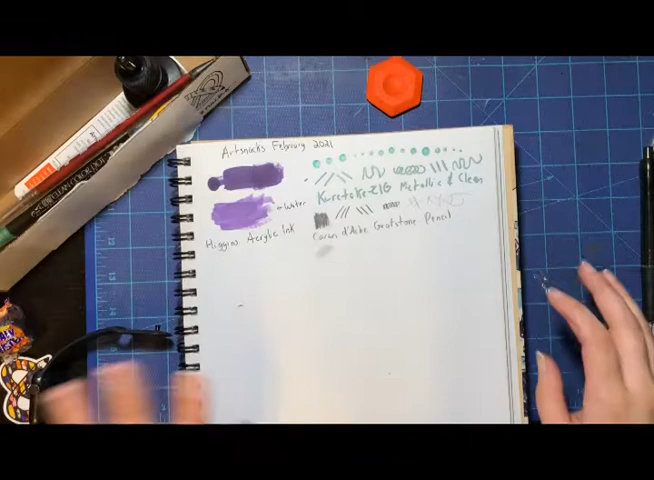 Artsnacks February 2021
- Water
Higgins Acrylic Ink
Kuretake ZIG Metallic & Clean
Caran d'Ache Grafstone Pencil